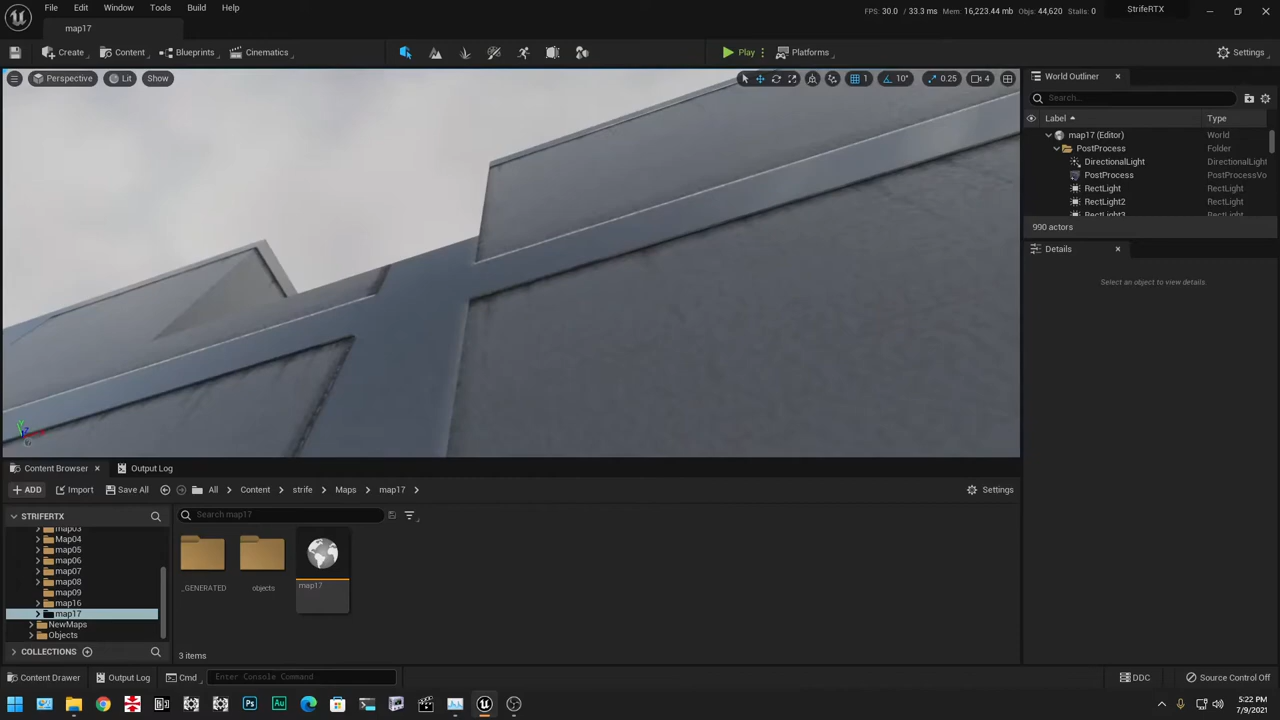 File Edit Window Tools Build Help
FPS: 30.0 / 33.3 ms Mem: 16,223.44 mb Objs: 44,620 Stalls: 0
StrifeRTX
map17
Create
Content
Blueprints
Cinematics
Play
Platforms
Settings
Perspective
Lit
Show
1
10°
0.25
4
World Outliner
Search...
Label
Type
map17 (Editor) World
PostProcess Folder
DirectionalLight DirectionalLight
PostProcess PostProcessVo
RectLight RectLight
RectLight2 RectLight
RectLight3 RectLight
990 actors
Details
Select an object to view details.
Content Browser
Output Log
ADD
Import
Save All
All
Content
strife
Maps
map17
Settings
STRIFERTX
Search map17
map03
Map04
map05
map06
map07
map08
map09
map16
map17
NewMaps
Objects
_GENERATED
objects
map17
COLLECTIONS
3 items
Content Drawer
Output Log
Cmd
Enter Console Command
DDC
Source Control Off
5:22 PM
7/9/2021